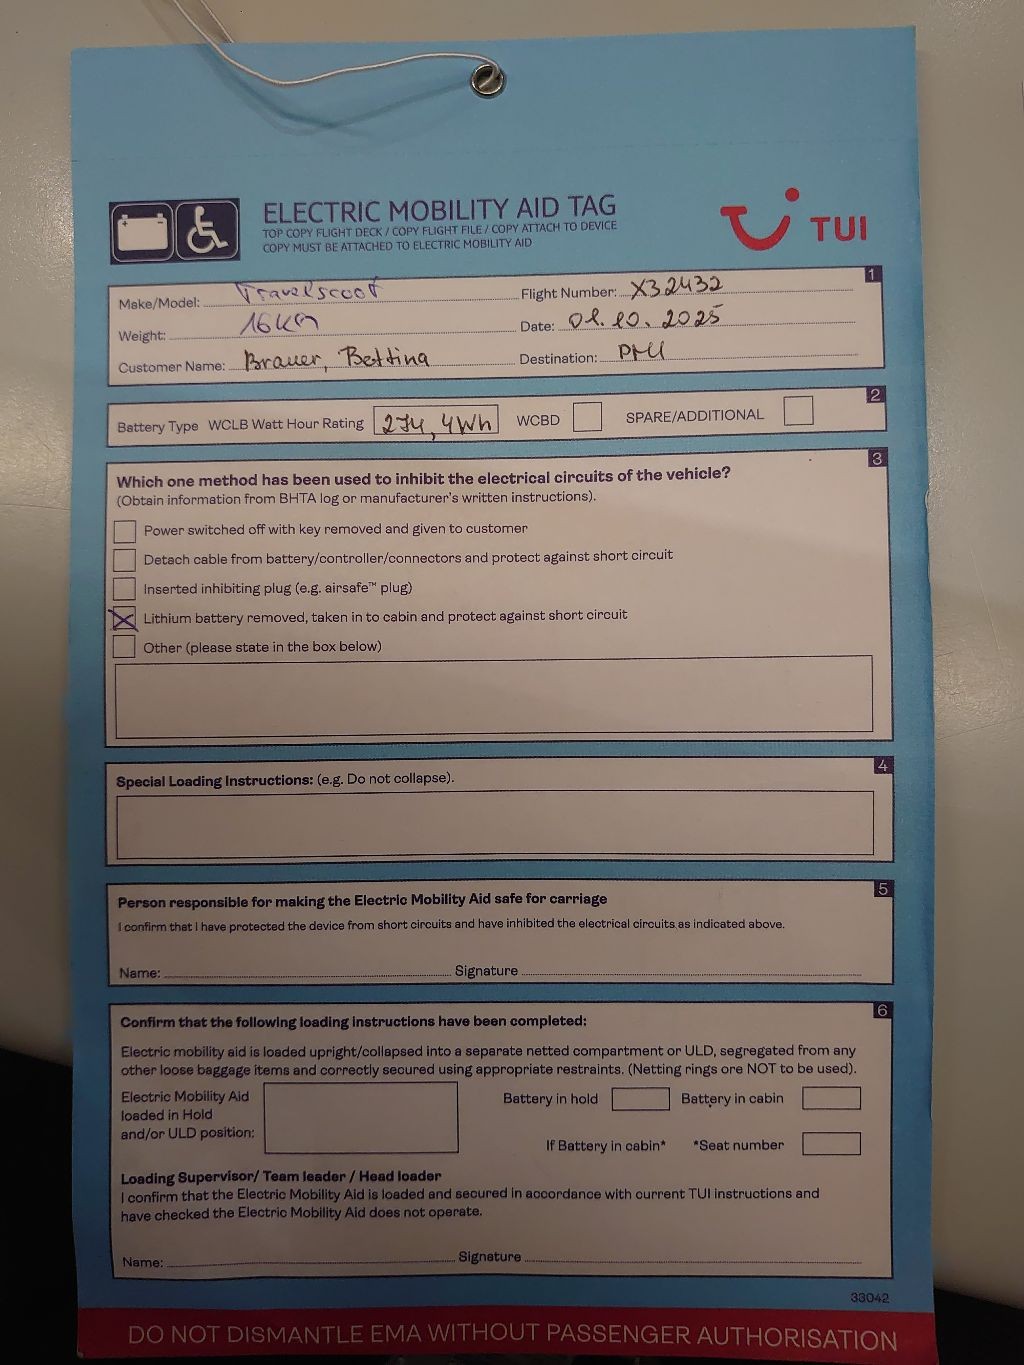 ELECTRIC MOBILITY AID TAG
TOP COPY FLIGHT DECK / COPY FLIGHT FILE / COPY ATTACH TO DEVICE
COPY MUST BE ATTACHED TO ELECTRIC MOBILITY AID
TUI
1
Make/Model: Travelscoot Flight Number: X32432
Weight: 16kg Date: 01.10.2025
Customer Name: Brauer, Bettina Destination: PMI
2
Battery Type WCLB Watt Hour Rating 274,4Wh WCBD SPARE/ADDITIONAL
3
Which one method has been used to inhibit the electrical circuits of the vehicle?
(Obtain information from BHTA log or manufacturer's written instructions).
Power switched off with key removed and given to customer
Detach cable from battery/controller/connectors and protect against short circuit
Inserted inhibiting plug (e.g. airsafe™ plug)
Lithium battery removed, taken in to cabin and protect against short circuit
Other (please state in the box below)
4
Special Loading Instructions: (e.g. Do not collapse).
5
Person responsible for making the Electric Mobility Aid safe for carriage
I confirm that I have protected the device from short circuits and have inhibited the electrical circuits as indicated above.
Name: Signature
6
Confirm that the following loading instructions have been completed:
Electric mobility aid is loaded upright/collapsed into a separate netted compartment or ULD, segregated from any
other loose baggage items and correctly secured using appropriate restraints. (Netting rings are NOT to be used).
Electric Mobility Aid
loaded in Hold
and/or ULD position:
Battery in hold Battery in cabin
If Battery in cabin* *Seat number
Loading Supervisor/ Team leader / Head loader
I confirm that the Electric Mobility Aid is loaded and secured in accordance with current TUI instructions and
have checked the Electric Mobility Aid does not operate.
Name: Signature
33042
DO NOT DISMANTLE EMA WITHOUT PASSENGER AUTHORISATION